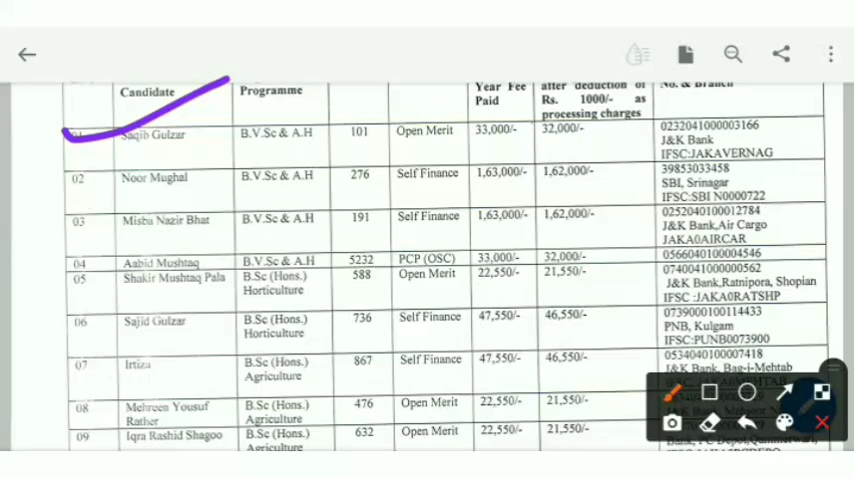 Candidate Programme Year Fee Paid after deduction of Rs. 1000/- as processing charges No. & Branch
Saqib Gulzar B.V.Sc & A.H 101 Open Merit 33,000/- 32,000/- 0232041000003166
J&K Bank
IFSC:JAKAVERNAG
02 Noor Mughal B.V.Sc & A.H 276 Self Finance 1,63,000/- 1,62,000/- 39853033458
SBI, Srinagar
IFSC:SBI N0000722
03 Misba Nazir Bhat B.V.Sc & A.H 191 Self Finance 1,63,000/- 1,62,000/- 0252040100012784
J&K Bank,Air Cargo
JAKA0AIRCAR
04 Aabid Mushtaq B.V.Sc & A.H 5232 PCP (OSC) 33,000/- 32,000/- 0566040100004546
05 Shakir Mushtaq Pala B.Sc (Hons.) 588 Open Merit 22,550/- 21,550/- 0740041000000562
Horticulture J&K Bank,Ratnipora, Shopian
IFSC :JAKA0RATSHP
06 Sajid Gulzar B.Sc (Hons.) 736 Self Finance 47,550/- 46,550/- 0739000100114433
Horticulture PNB, Kulgam
IFSC:PUNB0073900
07 Irtiza B.Sc (Hons.) 867 Self Finance 47,550/- 46,550/- 0534040100007418
Agriculture J&K Bank, Bag-i-Mehtab
08 Mehreen Yousuf B.Sc (Hons.) 476 Open Merit 22,550/- 21,550/-
Rather Agriculture
09 Iqra Rashid Shagoo B.Sc (Hons.) 632 Open Merit 22,550/- 21,550/-
Agriculture